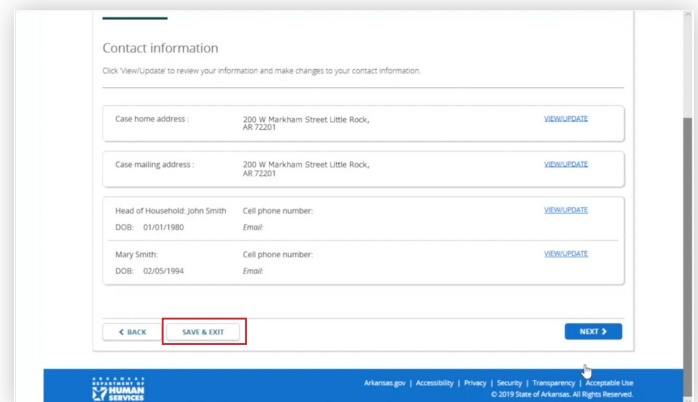 Contact information
Click 'View/Update' to review your information and make changes to your contact information.
Case home address : 200 W Markham Street Little Rock, VIEW/UPDATE
AR 72201
Case mailing address : 200 W Markham Street Little Rock, VIEW/UPDATE
AR 72201
Head of Household: John Smith Cell phone number: VIEW/UPDATE
DOB: 01/01/1980 Email:
Mary Smith: Cell phone number: VIEW/UPDATE
DOB: 02/05/1994 Email:
BACK SAVE & EXIT NEXT
ARKANSAS
DEPARTMENT OF
HUMAN
SERVICES
Arkansas.gov | Accessibility | Privacy | Security | Transparency | Acceptable Use
© 2019 State of Arkansas. All Rights Reserved.